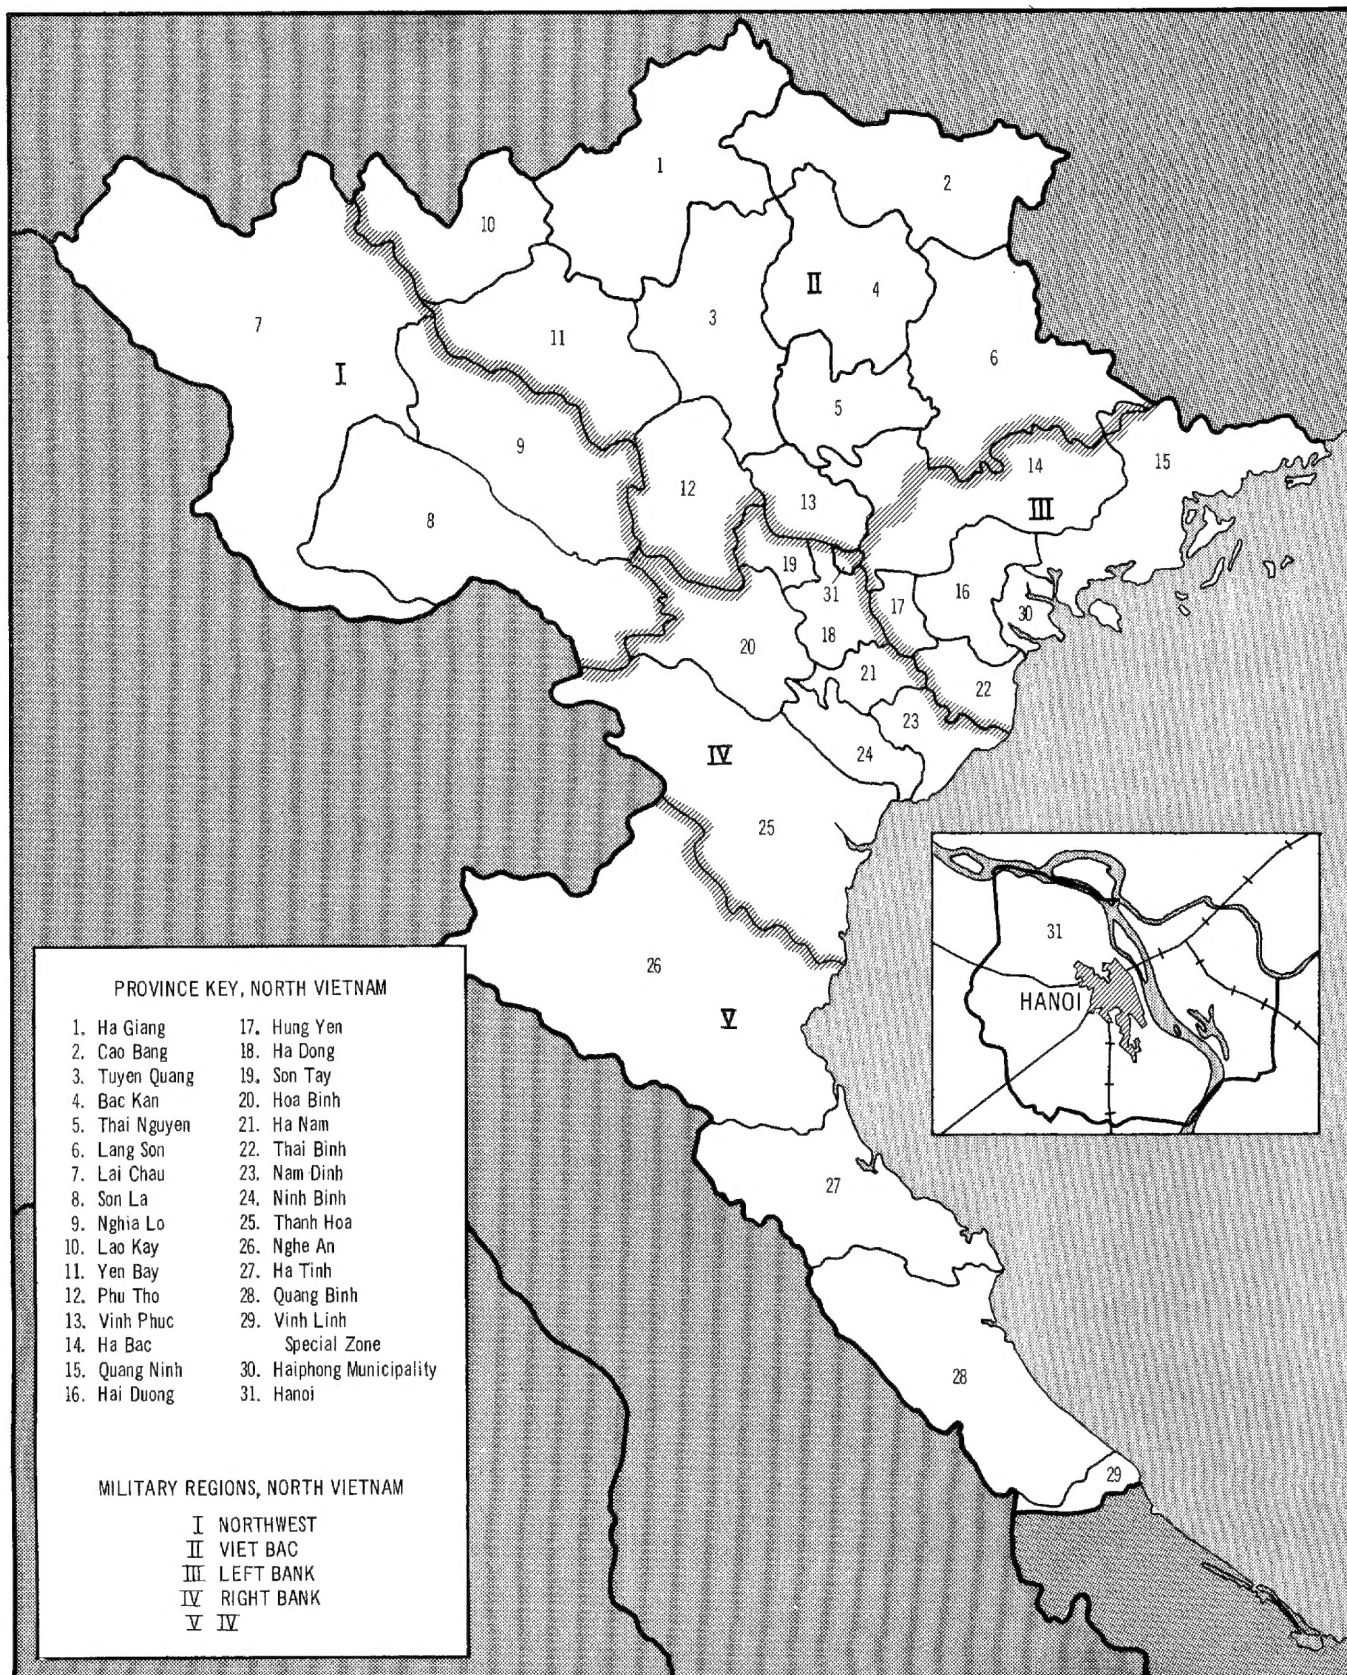 1
2
10
II
4
3
7
11
6
I
5
9
14
15
12
13
III
8
19
16
31
17
30
18
20
21
22
23
IV
24
25
31
26
HANOI
V
27
28
29
PROVINCE KEY, NORTH VIETNAM
1. Ha Giang
2. Cao Bang
3. Tuyen Quang
4. Bac Kan
5. Thai Nguyen
6. Lang Son
7. Lai Chau
8. Son La
9. Nghia Lo
10. Lao Kay
11. Yen Bay
12. Phu Tho
13. Vinh Phuc
14. Ha Bac
15. Quang Ninh
16. Hai Duong
17. Hung Yen
18. Ha Dong
19. Son Tay
20. Hoa Binh
21. Ha Nam
22. Thai Binh
23. Nam Dinh
24. Ninh Binh
25. Thanh Hoa
26. Nghe An
27. Ha Tinh
28. Quang Binh
29. Vinh Linh
Special Zone
30. Haiphong Municipality
31. Hanoi
MILITARY REGIONS, NORTH VIETNAM
I NORTHWEST
II VIET BAC
III LEFT BANK
IV RIGHT BANK
V IV